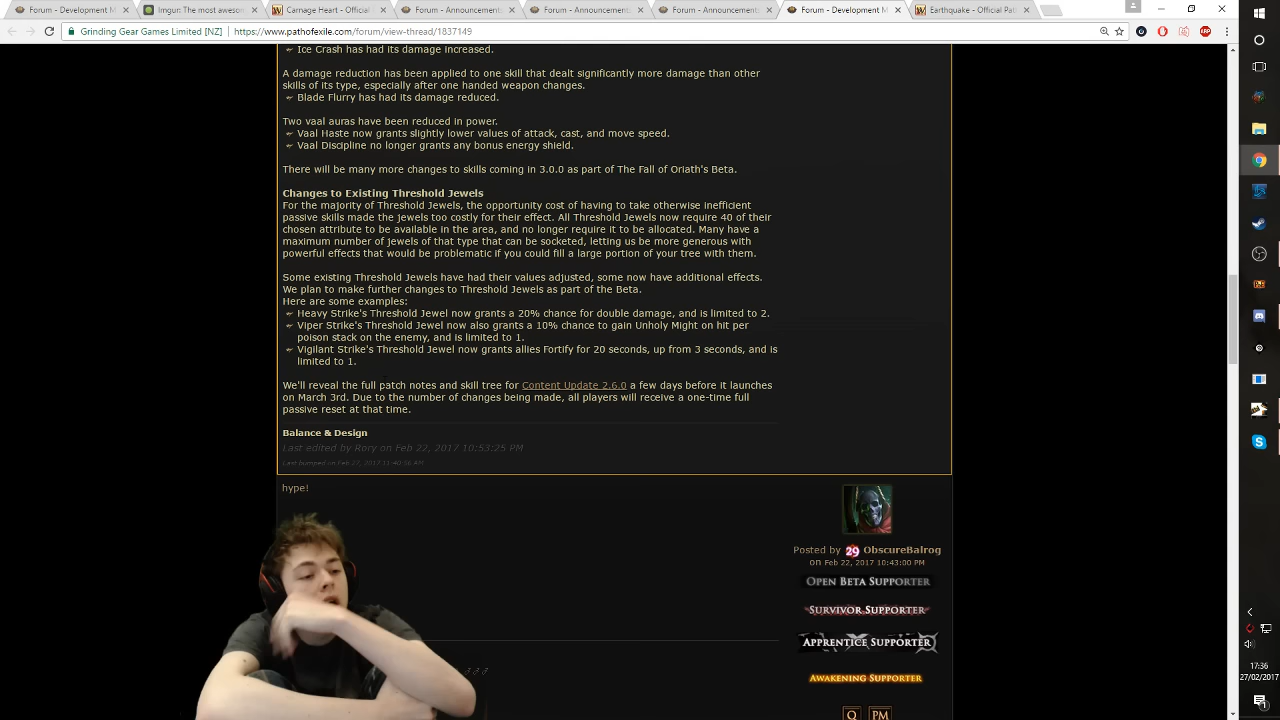 Forum - Development M
Imgur: The most awesom
Carnage Heart - Official
Forum - Announcements
Forum - Announcements
Forum - Announcements
Forum - Development M
Earthquake - Official Pat
Grinding Gear Games Limited [NZ]
https://www.pathofexile.com/forum/view-thread/1837149
Ice Crash has had its damage increased.
A damage reduction has been applied to one skill that dealt significantly more damage than other
skills of its type, especially after one handed weapon changes.
Blade Flurry has had its damage reduced.
Two vaal auras have been reduced in power.
Vaal Haste now grants slightly lower values of attack, cast, and move speed.
Vaal Discipline no longer grants any bonus energy shield.
There will be many more changes to skills coming in 3.0.0 as part of The Fall of Oriath's Beta.
Changes to Existing Threshold Jewels
For the majority of Threshold Jewels, the opportunity cost of having to take otherwise inefficient
passive skills made the jewels too costly for their effect. All Threshold Jewels now require 40 of their
chosen attribute to be available in the area, and no longer require it to be allocated. Many have a
maximum number of jewels of that type that can be socketed, letting us be more generous with
powerful effects that would be problematic if you could fill a large portion of your tree with them.
Some existing Threshold Jewels have had their values adjusted, some now have additional effects.
We plan to make further changes to Threshold Jewels as part of the Beta.
Here are some examples:
Heavy Strike's Threshold Jewel now grants a 20% chance for double damage, and is limited to 2.
Viper Strike's Threshold Jewel now also grants a 10% chance to gain Unholy Might on hit per
poison stack on the enemy, and is limited to 1.
Vigilant Strike's Threshold Jewel now grants allies Fortify for 20 seconds, up from 3 seconds, and is
limited to 1.
We'll reveal the full patch notes and skill tree for Content Update 2.6.0 a few days before it launches
on March 3rd. Due to the number of changes being made, all players will receive a one-time full
passive reset at that time.
Balance & Design
Last edited by Rory on Feb 22, 2017 10:53:25 PM
Last bumped on Feb 27, 2017 11:40:56 AM
hype!
Posted by 29 ObscureBalrog
on Feb 22, 2017 10:43:00 PM
OPEN BETA SUPPORTER
SURVIVOR SUPPORTER
APPRENTICE SUPPORTER
AWAKENING SUPPORTER
Q PM
17:36
27/02/2017